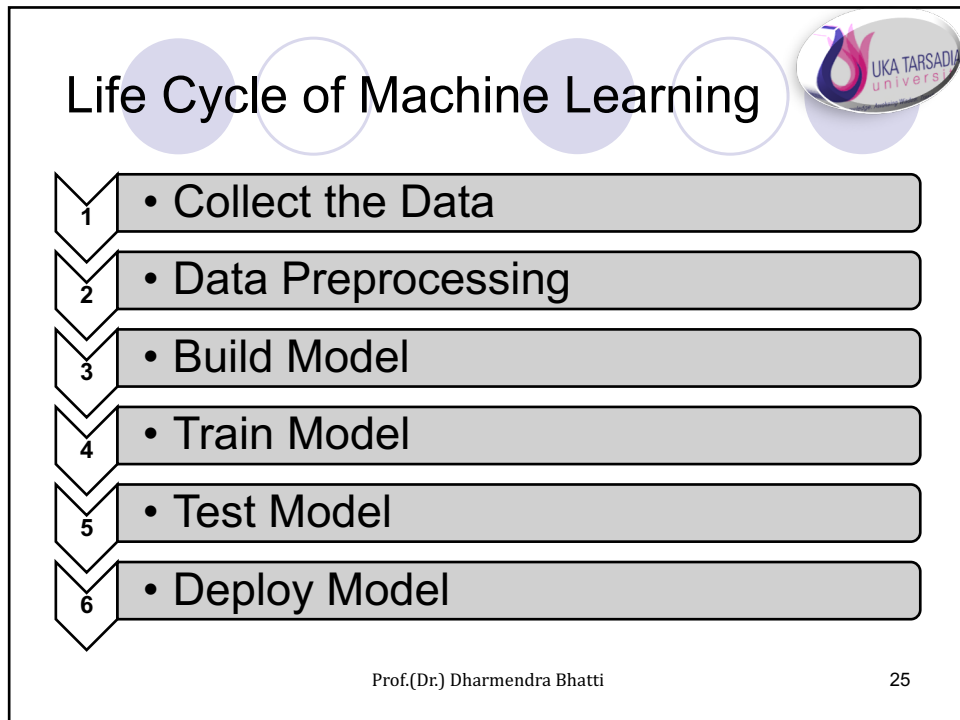 Life Cycle of Machine Learning
UKA TARSADIA
university
1
• Collect the Data
2
• Data Preprocessing
3
• Build Model
4
• Train Model
5
• Test Model
6
• Deploy Model
Prof.(Dr.) Dharmendra Bhatti
25